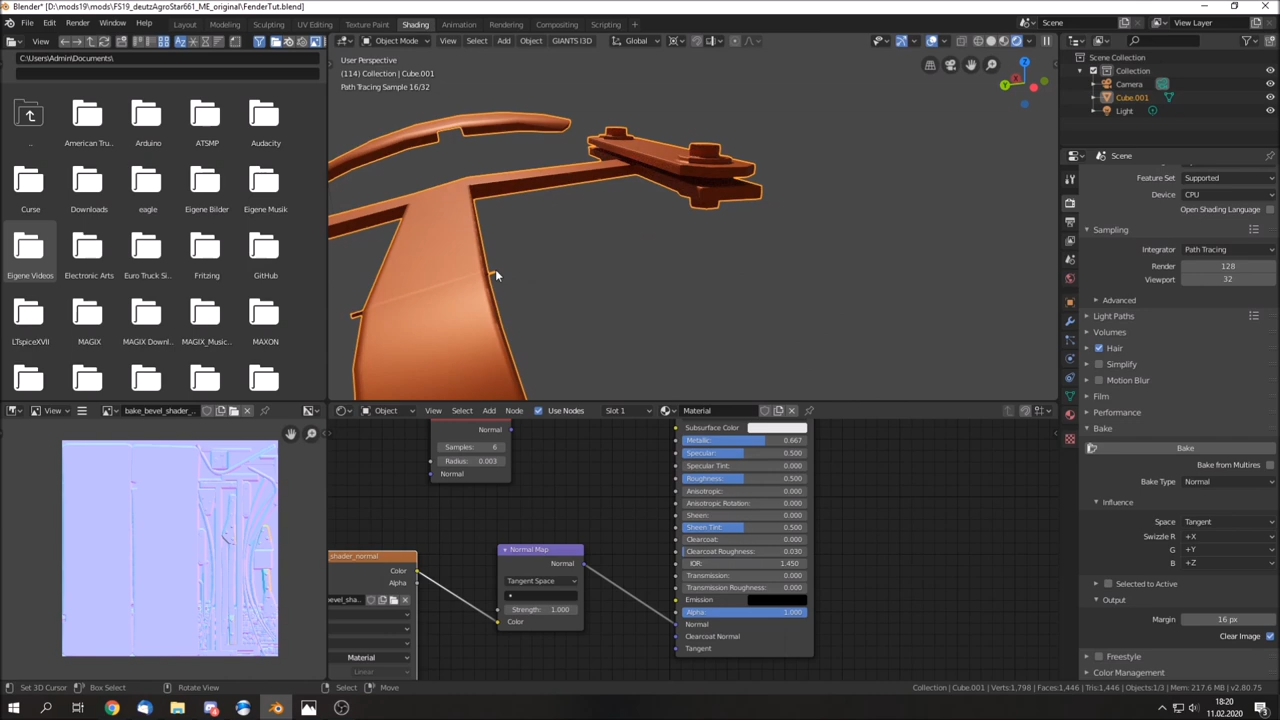 Blender* [D:\mods19\mods\FS19_deutzAgroStar661_ME_original\FenderTut.blend]
File Edit Render Window Help Layout Modeling Sculpting UV Editing Texture Paint Shading Animation Rendering Compositing Scripting + Scene View Layer
View Object Mode View Select Add Object GIANTS I3D Global
C:\Users\Admin\Documents\
..
American Tru..
Arduino
ATSMP
Audacity
Curse
Downloads
eagle
Eigene Bilder
Eigene Musik
Eigene Videos
Electronic Arts
Euro Truck Si...
Fritzing
GitHub
LTspiceXVII
MAGIX
MAGIX Downl..
MAGIX_Music...
MAXON
User Perspective
(114) Collection | Cube.001
Path Tracing Sample 16/32
X
Y
Z
Scene Collection
Collection
Camera
Cube.001
Light
Scene
Feature Set Supported
Device CPU
Open Shading Language
Sampling
Integrator Path Tracing
Render 128
Viewport 32
Advanced
Light Paths
Volumes
Hair
Simplify
Motion Blur
Film
Performance
Bake
Bake
Bake from Multires
Bake Type Normal
Influence
Space Tangent
Swizzle R +X
G +Y
B +Z
Selected to Active
Output
Margin 16 px
Clear Image
Freestyle
Color Management
View bake_bevel_shader_..
Object View Select Add Node Use Nodes Slot 1 Material
Normal
Samples: 6
Radius: 0.003
Normal
shader_normal
Color
Alpha
bevel_sha..
Material
Linear
Normal Map
Normal
Tangent Space
Strength: 1.000
Color
Subsurface Color
Metallic: 0.667
Specular: 0.500
Specular Tint: 0.000
Roughness: 0.500
Anisotropic: 0.000
Anisotropic Rotation: 0.000
Sheen: 0.000
Sheen Tint: 0.500
Clearcoat: 0.000
Clearcoat Roughness: 0.030
IOR: 1.450
Transmission: 0.000
Transmission Roughness: 0.000
Emission
Alpha: 1.000
Normal
Clearcoat Normal
Tangent
Set 3D Cursor Box Select Rotate View Select Move Collection | Cube.001 | Verts:1,798 | Faces:1,446 | Tris:1,446 | Objects:1/3 | Mem: 217.6 MB | v2.80.75
18:20
11.02.2020
3